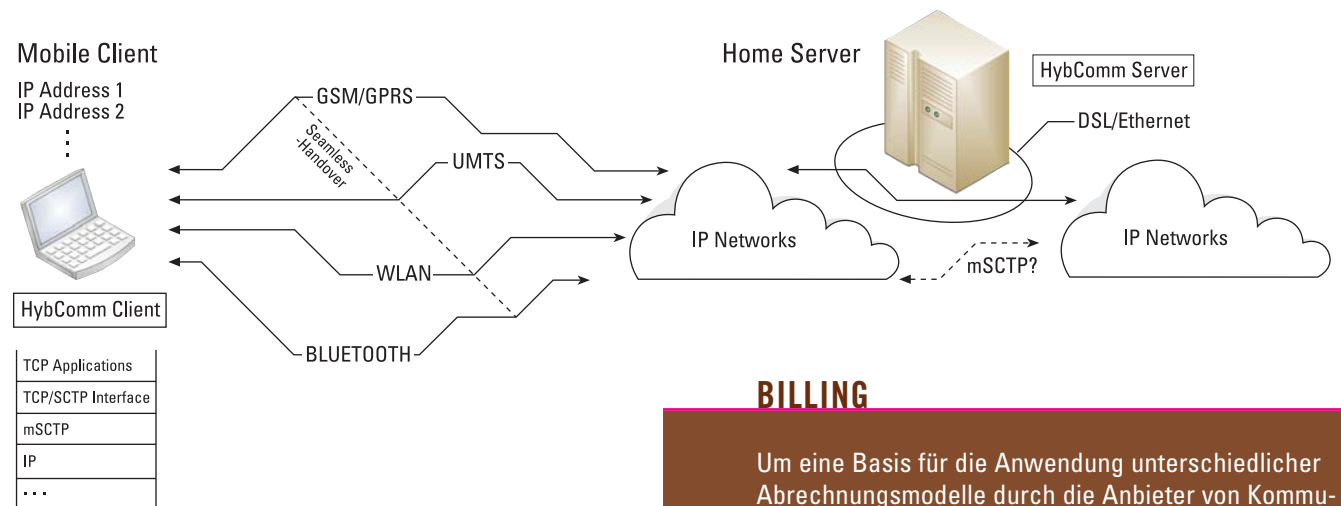 Mobile Client
IP Address 1
IP Address 2
⋮
GSM/GPRS
Seamless
-Handover
UMTS
WLAN
BLUETOOTH
HybComm Client
TCP Applications
TCP/SCTP Interface
mSCTP
IP
...
Home Server
HybComm Server
DSL/Ethernet
IP Networks
mSCTP?
IP Networks
BILLING
Um eine Basis für die Anwendung unterschiedlicher
Abrechnungsmodelle durch die Anbieter von Kommu-